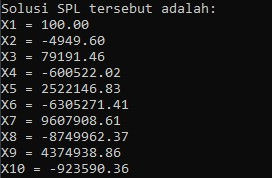 Solusi SPL tersebut adalah:
X1 = 100.00
X2 = -4949.60
X3 = 79191.46
X4 = -600522.02
X5 = 2522146.83
X6 = -6305271.41
X7 = 9607908.61
X8 = -8749962.37
X9 = 4374938.86
X10 = -923590.36